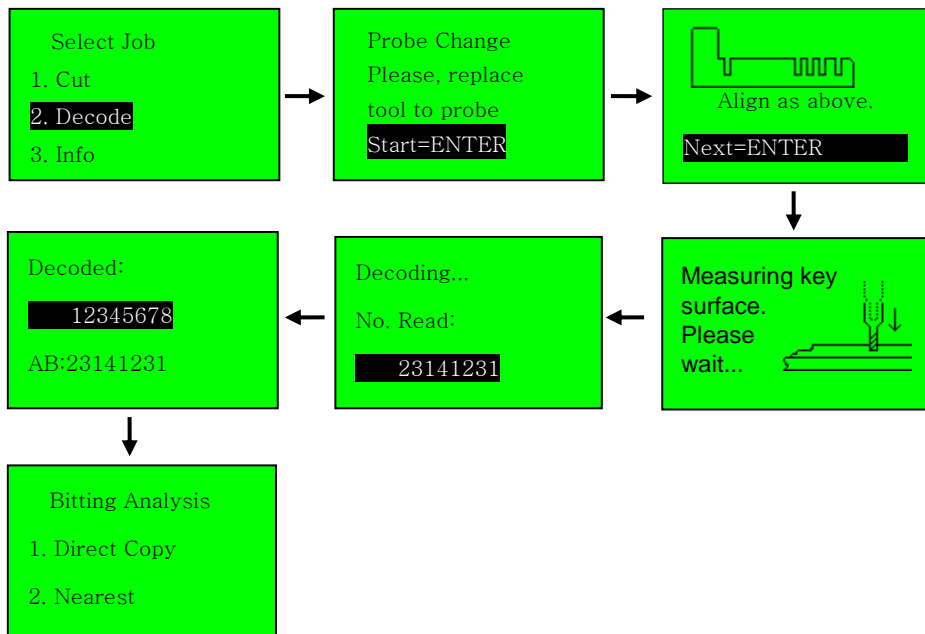 Select Job
1. Cut
2. Decode
3. Info
Probe Change
Please, replace
tool to probe
Start=ENTER
Align as above.
Next=ENTER
Measuring key
surface.
Please
wait...
Decoding...
No. Read:
23141231
Decoded:
12345678
AB:23141231
Bitting Analysis
1. Direct Copy
2. Nearest